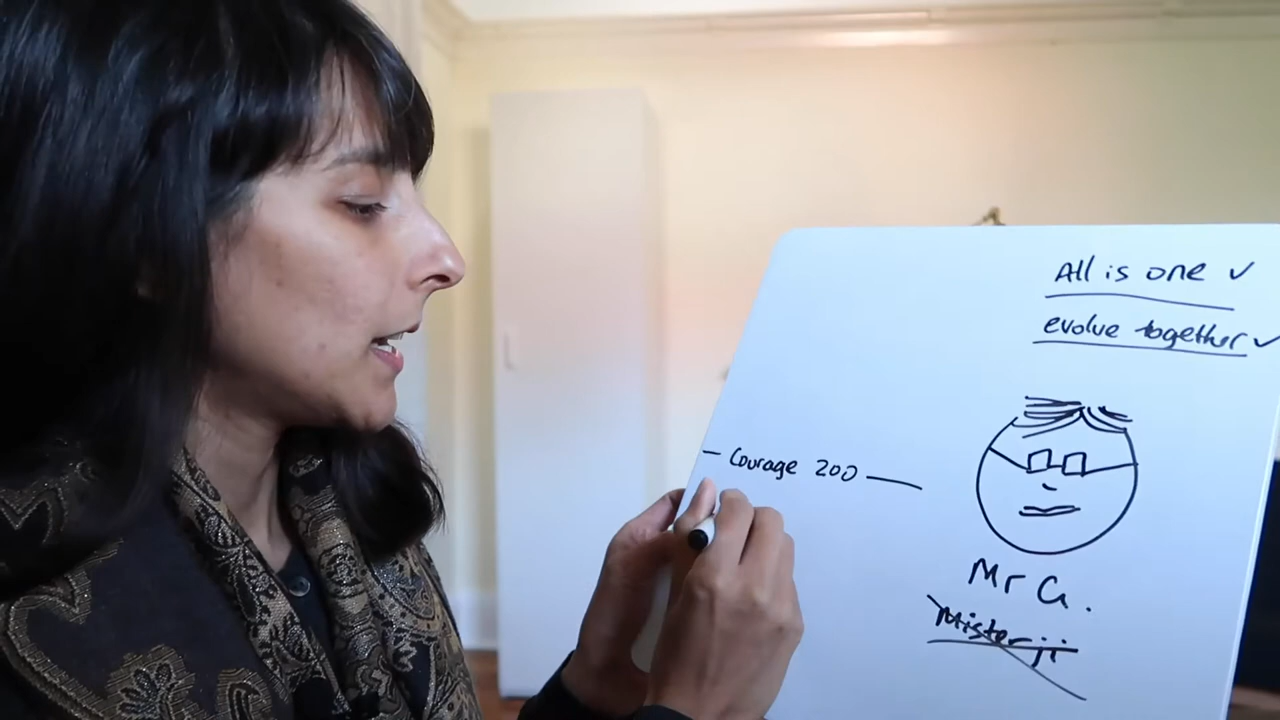 All is one ✓
evolve together ✓
— Courage 200 —
Mr G.
Misterji